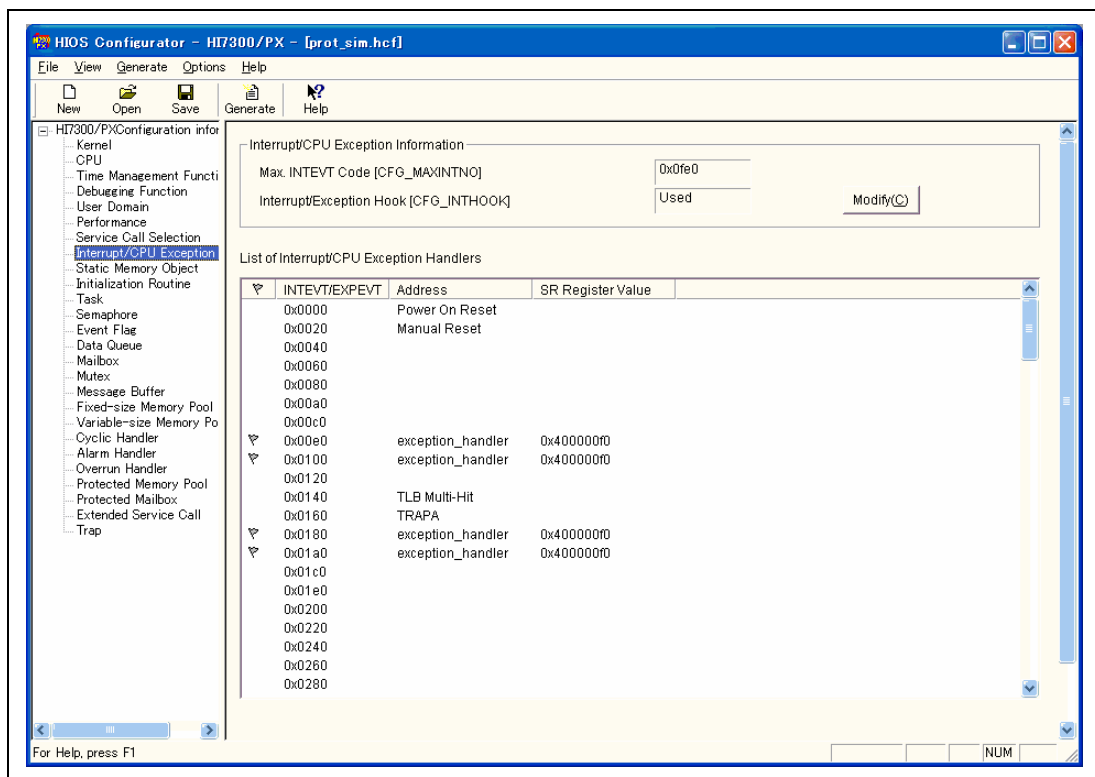 HIOS Configurator - HI7300/PX - [prot_sim.hcf]
File View Generate Options Help
New Open Save Generate Help
HI7300/PXConfiguration infor
Kernel
CPU
Time Management Functi
Debugging Function
User Domain
Performance
Service Call Selection
Interrupt/CPU Exception
Static Memory Object
Initialization Routine
Task
Semaphore
Event Flag
Data Queue
Mailbox
Mutex
Message Buffer
Fixed-size Memory Pool
Variable-size Memory Po
Cyclic Handler
Alarm Handler
Overrun Handler
Protected Memory Pool
Protected Mailbox
Extended Service Call
Trap
Interrupt/CPU Exception Information
Max. INTEVT Code [CFG_MAXINTNO] 0x0fe0
Interrupt/Exception Hook [CFG_INTHOOK] Used Modify(C)
List of Interrupt/CPU Exception Handlers
INTEVT/EXPEVT Address SR Register Value
0x0000 Power On Reset
0x0020 Manual Reset
0x0040
0x0060
0x0080
0x00a0
0x00c0
0x00e0 exception_handler 0x400000f0
0x0100 exception_handler 0x400000f0
0x0120
0x0140 TLB Multi-Hit
0x0160 TRAPA
0x0180 exception_handler 0x400000f0
0x01a0 exception_handler 0x400000f0
0x01c0
0x01e0
0x0200
0x0220
0x0240
0x0260
0x0280
For Help, press F1 NUM